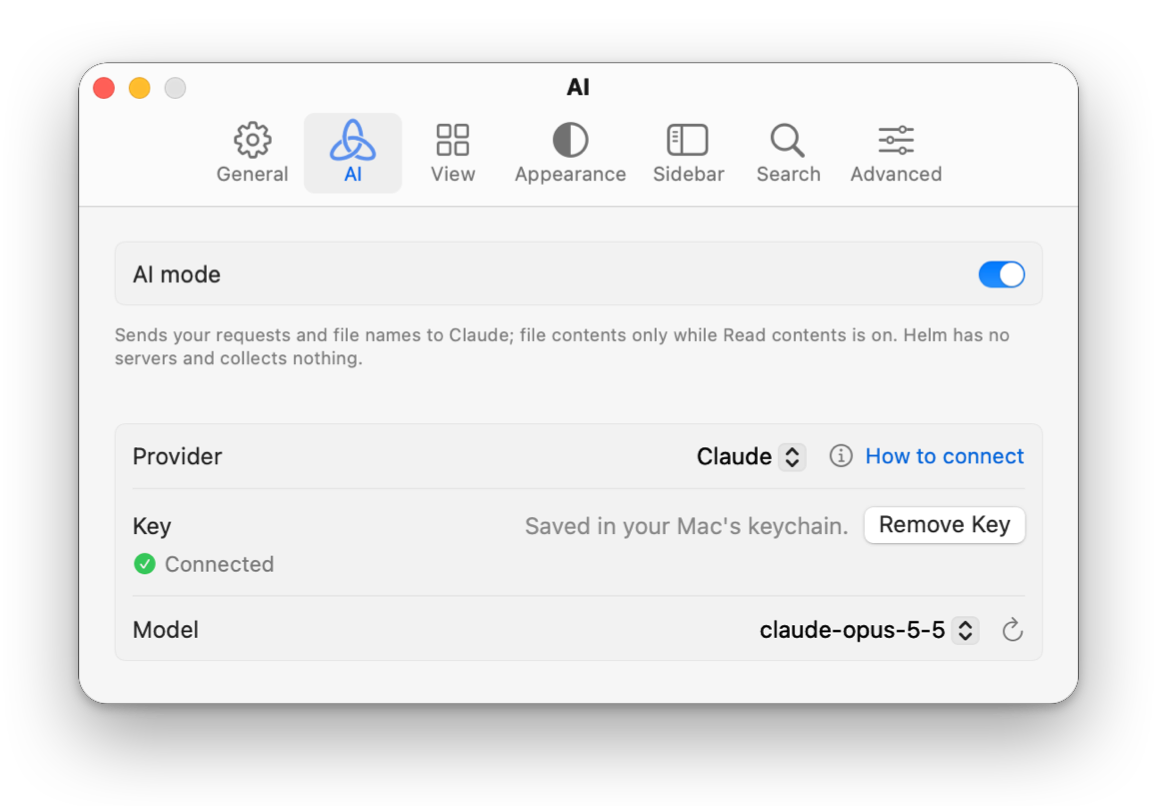 AI
General
AI
View
Appearance
Sidebar
Search
Advanced
AI mode
Sends your requests and file names to Claude; file contents only while Read contents is on. Helm has no
servers and collects nothing.
Provider
Claude
How to connect
Key
Saved in your Mac's keychain.
Remove Key
Connected
Model
claude-opus-5-5